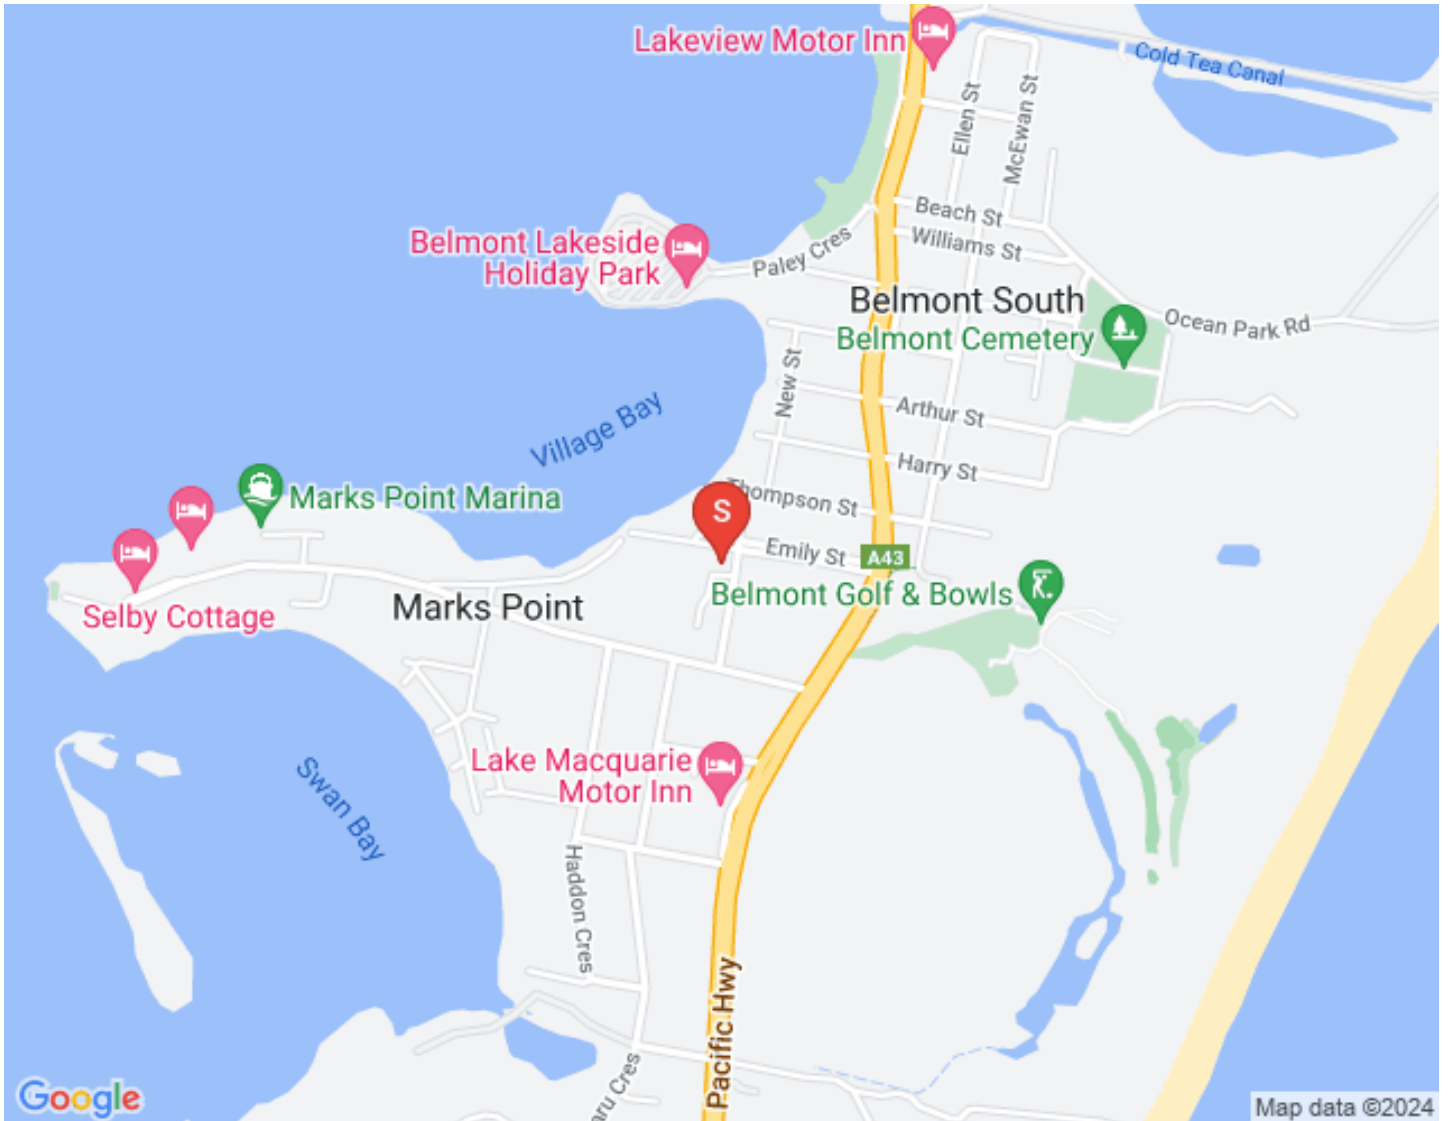 Lakeview Motor Inn
Cold Tea Canal
Ellen St
McEwan St
Beach St
Williams St
Paley Cres
Belmont Lakeside
Holiday Park
Belmont South
Belmont Cemetery
Ocean Park Rd
New St
Arthur St
Village Bay
Harry St
Marks Point Marina
Thompson St
S
Emily St
A43
Belmont Golf & Bowls
Selby Cottage
Marks Point
Lake Macquarie
Motor Inn
Swan Bay
Haddon Cres
Pacific Hwy
aru Cres
Google
Map data ©2024